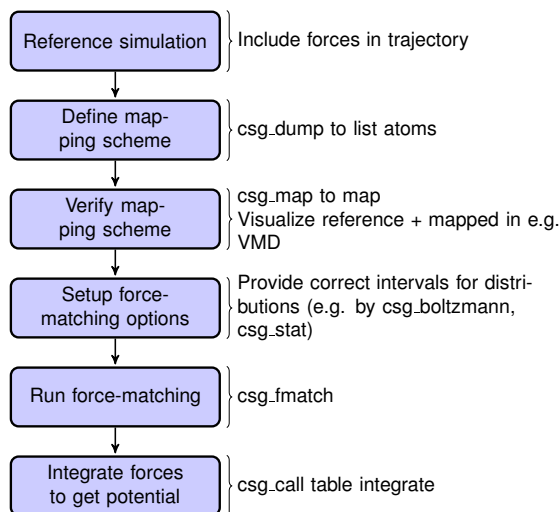 Reference simulation
Include forces in trajectory
Define map-
ping scheme
csg_dump to list atoms
Verify map-
ping scheme
csg_map to map
Visualize reference + mapped in e.g.
VMD
Setup force-
matching options
Provide correct intervals for distri-
butions (e.g. by csg_boltzmann,
csg_stat)
Run force-matching
csg_fmatch
Integrate forces
to get potential
csg_call table integrate